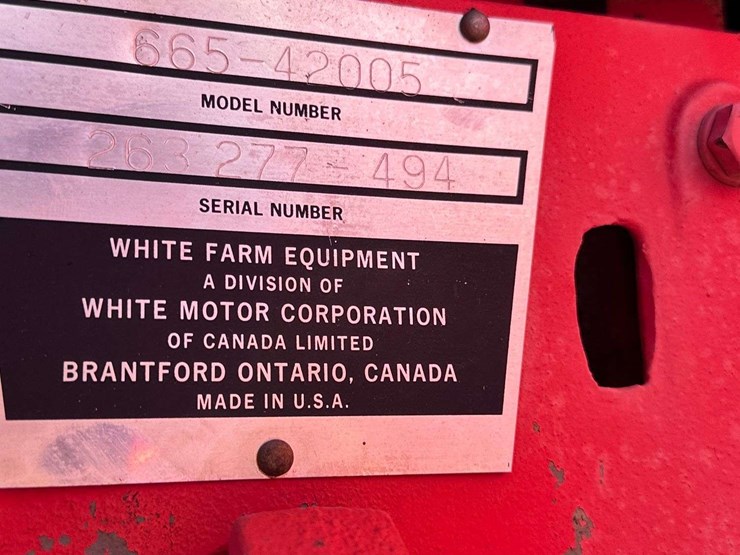 665-42005
MODEL NUMBER
263 277-494
SERIAL NUMBER
WHITE FARM EQUIPMENT
A DIVISION OF
WHITE MOTOR CORPORATION
OF CANADA LIMITED
BRANTFORD ONTARIO, CANADA
MADE IN U.S.A.